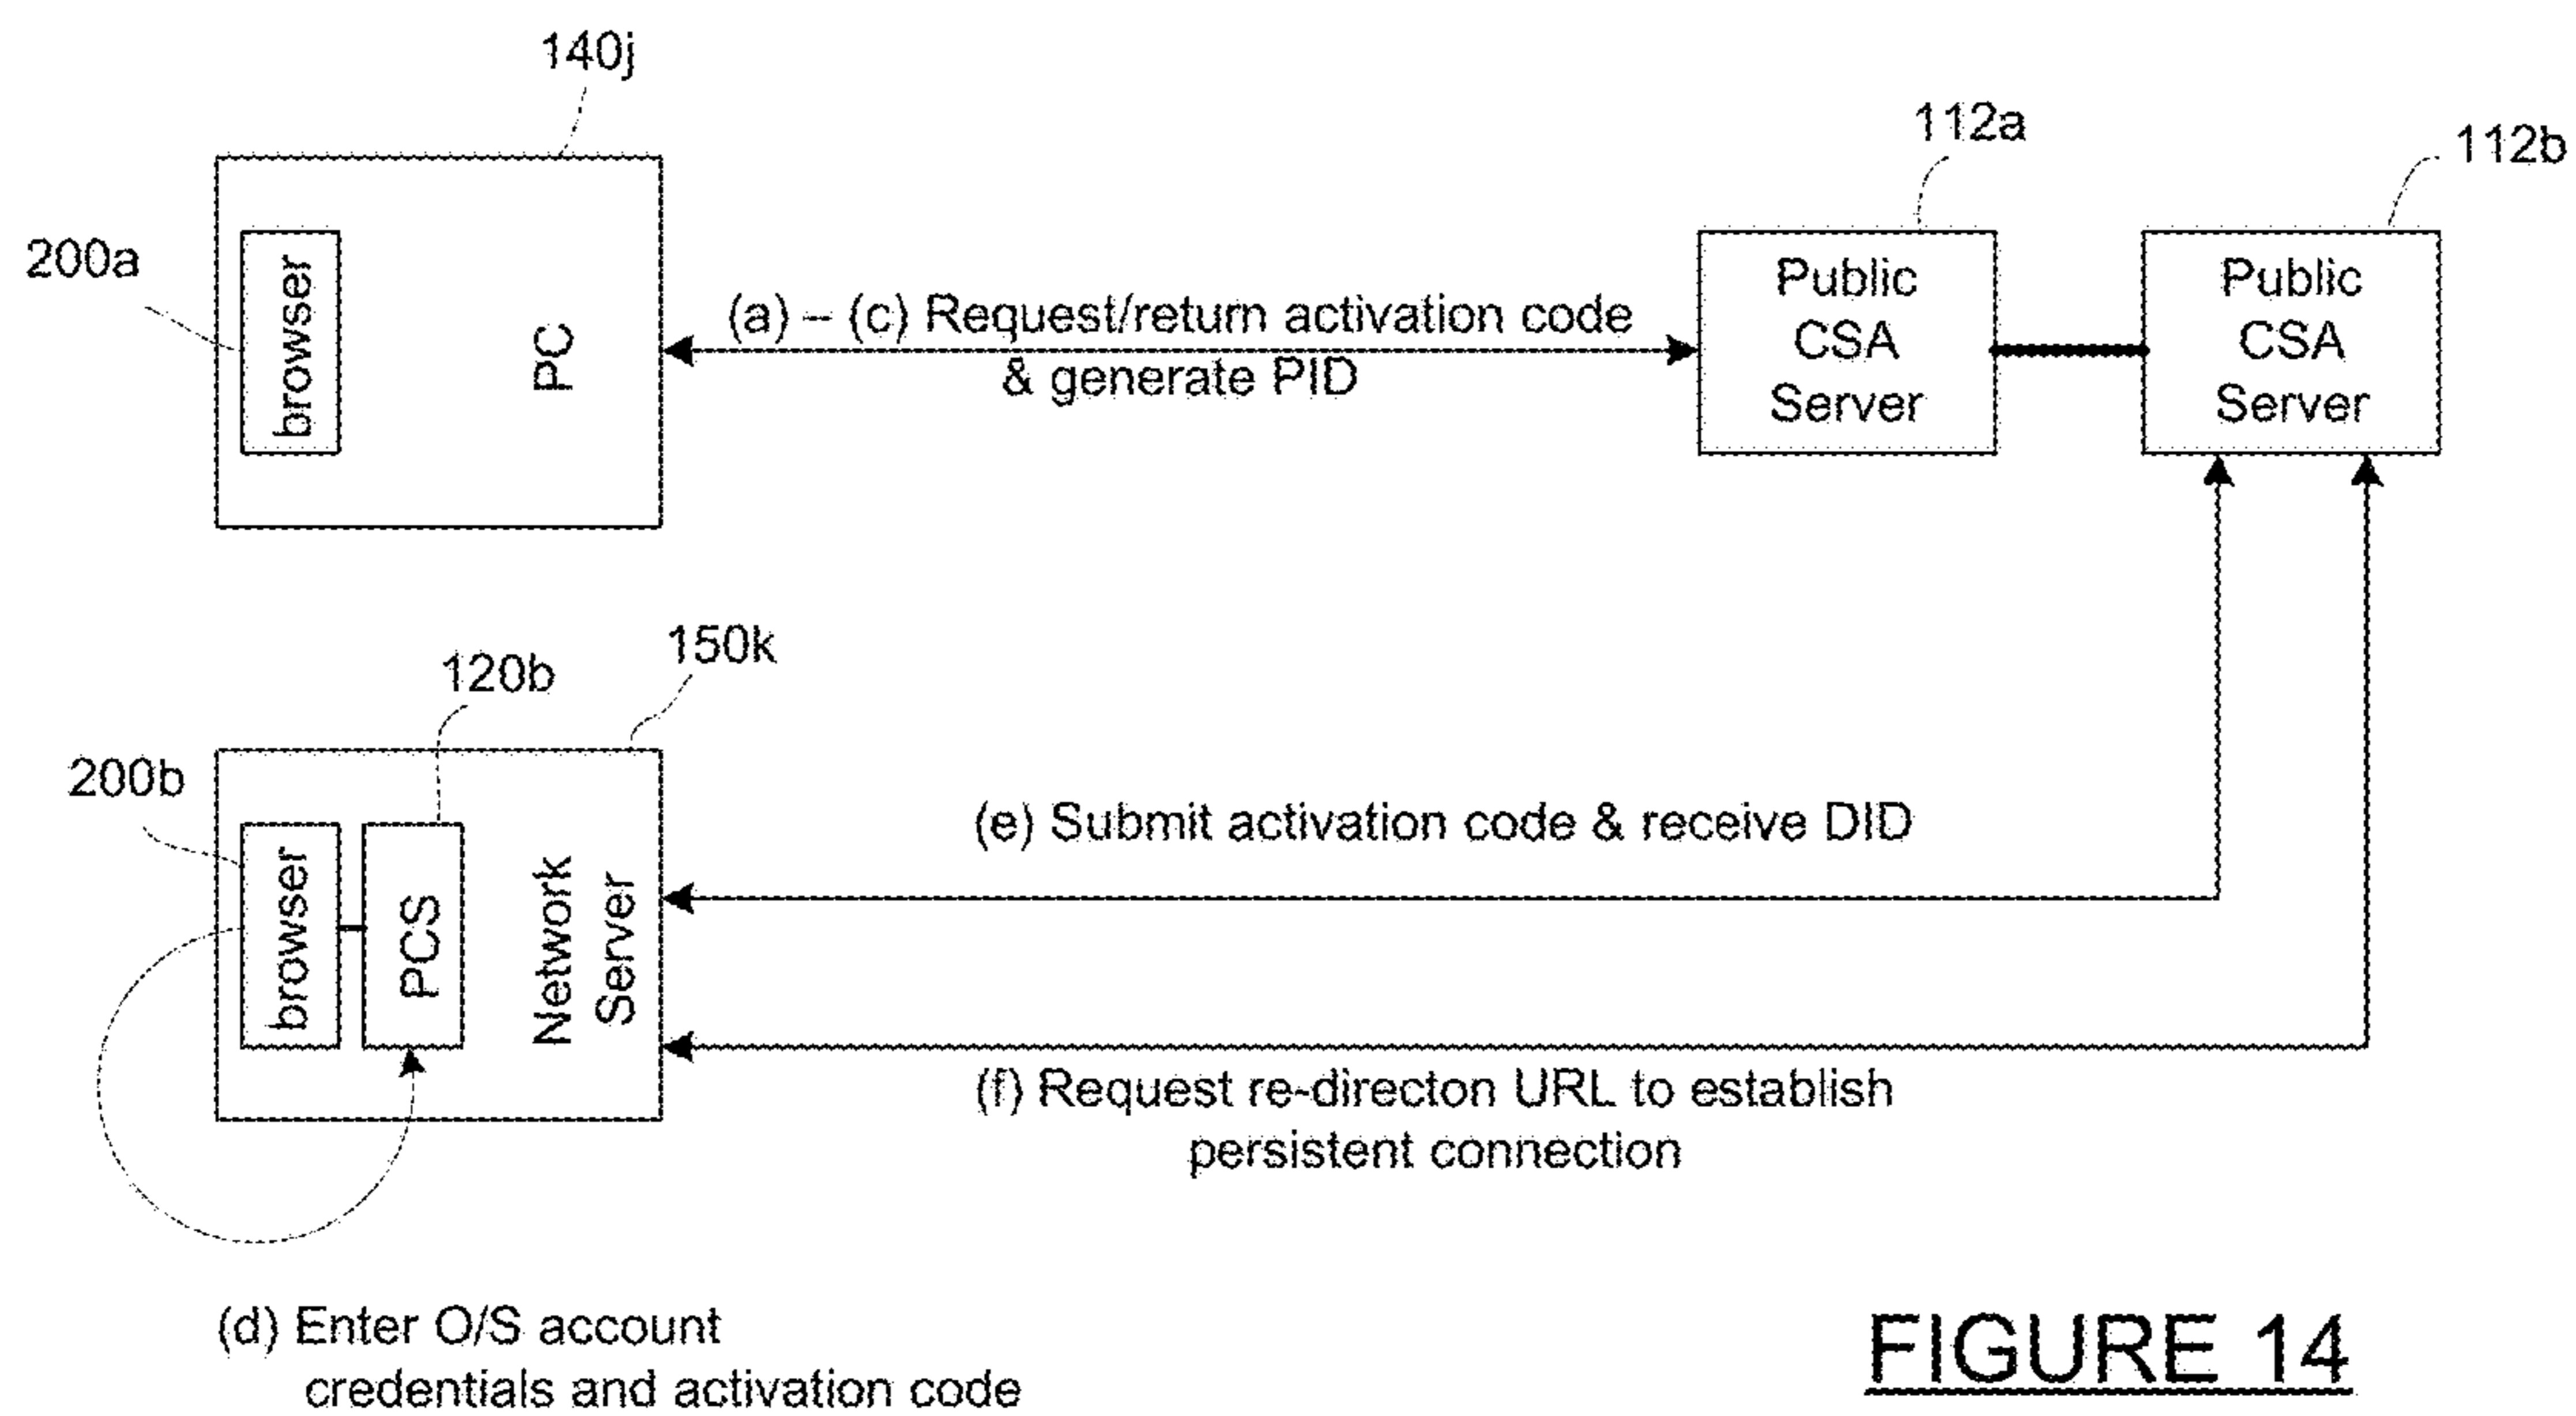 140j
112a
112b
200a
browser
PC
(a) – (c) Request/return activation code
& generate PID
Public
CSA
Server
Public
CSA
Server
150k
120b
200b
browser
PCS
Network
Server
(e) Submit activation code & receive DID
(f) Request re-directon URL to establish
persistent connection
(d) Enter O/S account
credentials and activation code
FIGURE 14